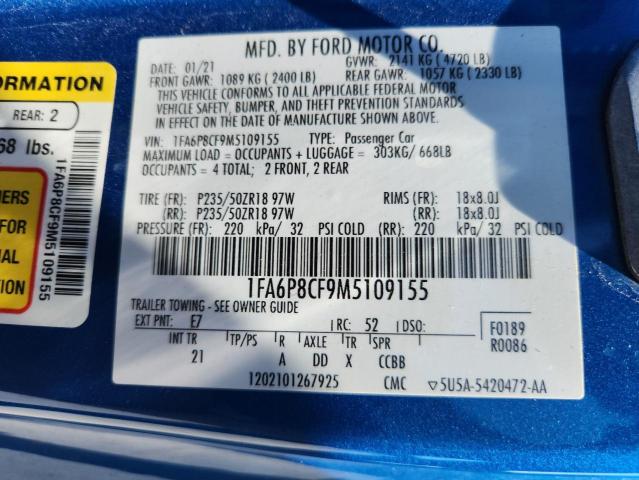 MFD. BY FORD MOTOR CO.
DATE: 01/21 GVWR: 2141 KG ( 4720 LB)
FRONT GAWR: 1089 KG ( 2400 LB) REAR GAWR: 1057 KG ( 2330 LB)
THIS VEHICLE CONFORMS TO ALL APPLICABLE FEDERAL MOTOR
VEHICLE SAFETY, BUMPER, AND THEFT PREVENTION STANDARDS
IN EFFECT ON THE DATE OF MANUFACTURE SHOWN ABOVE.
VIN: 1FA6P8CF9M5109155 TYPE: Passenger Car
MAXIMUM LOAD = OCCUPANTS + LUGGAGE = 303KG/ 668LB
OCCUPANTS = 4 TOTAL; 2 FRONT, 2 REAR
TIRE (FR): P235/50ZR18 97W RIMS (FR): 18x8.0J
(RR): P235/50ZR18 97W (RR): 18x8.0J
PRESSURE (FR): 220 kPa/ 32 PSI COLD (RR): 220 kPa/ 32 PSI COLD
1FA6P8CF9M5109155
TRAILER TOWING - SEE OWNER GUIDE
EXT PNT: E7 RC: 52 DSO: F0189
INT TR TP/PS R AXLE TR SPR R0086
21 A DD X CCBB
1202101267925 CMC 5U5A-5420472-AA
FORMATION
REAR: 2
68 lbs.
1FA6P8CF9M5109155
FOR
TION